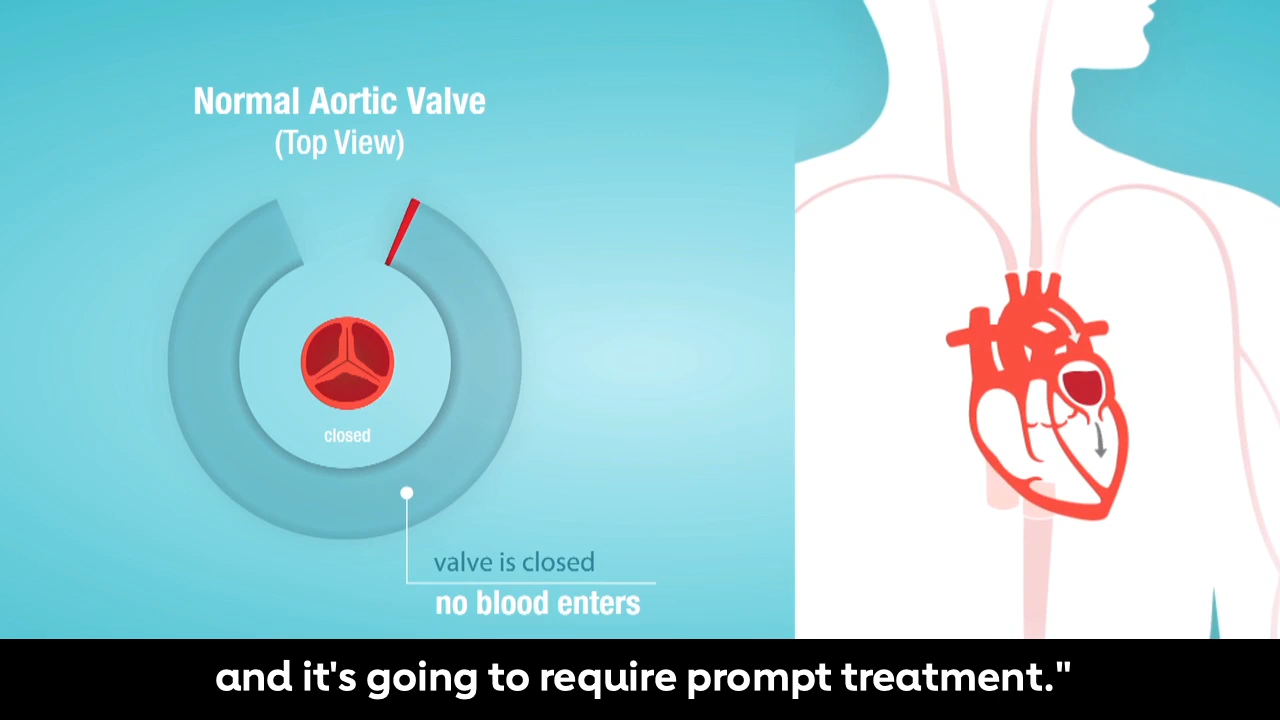 Normal Aortic Valve
(Top View)
closed
valve is closed
no blood enters
and it's going to require prompt treatment."